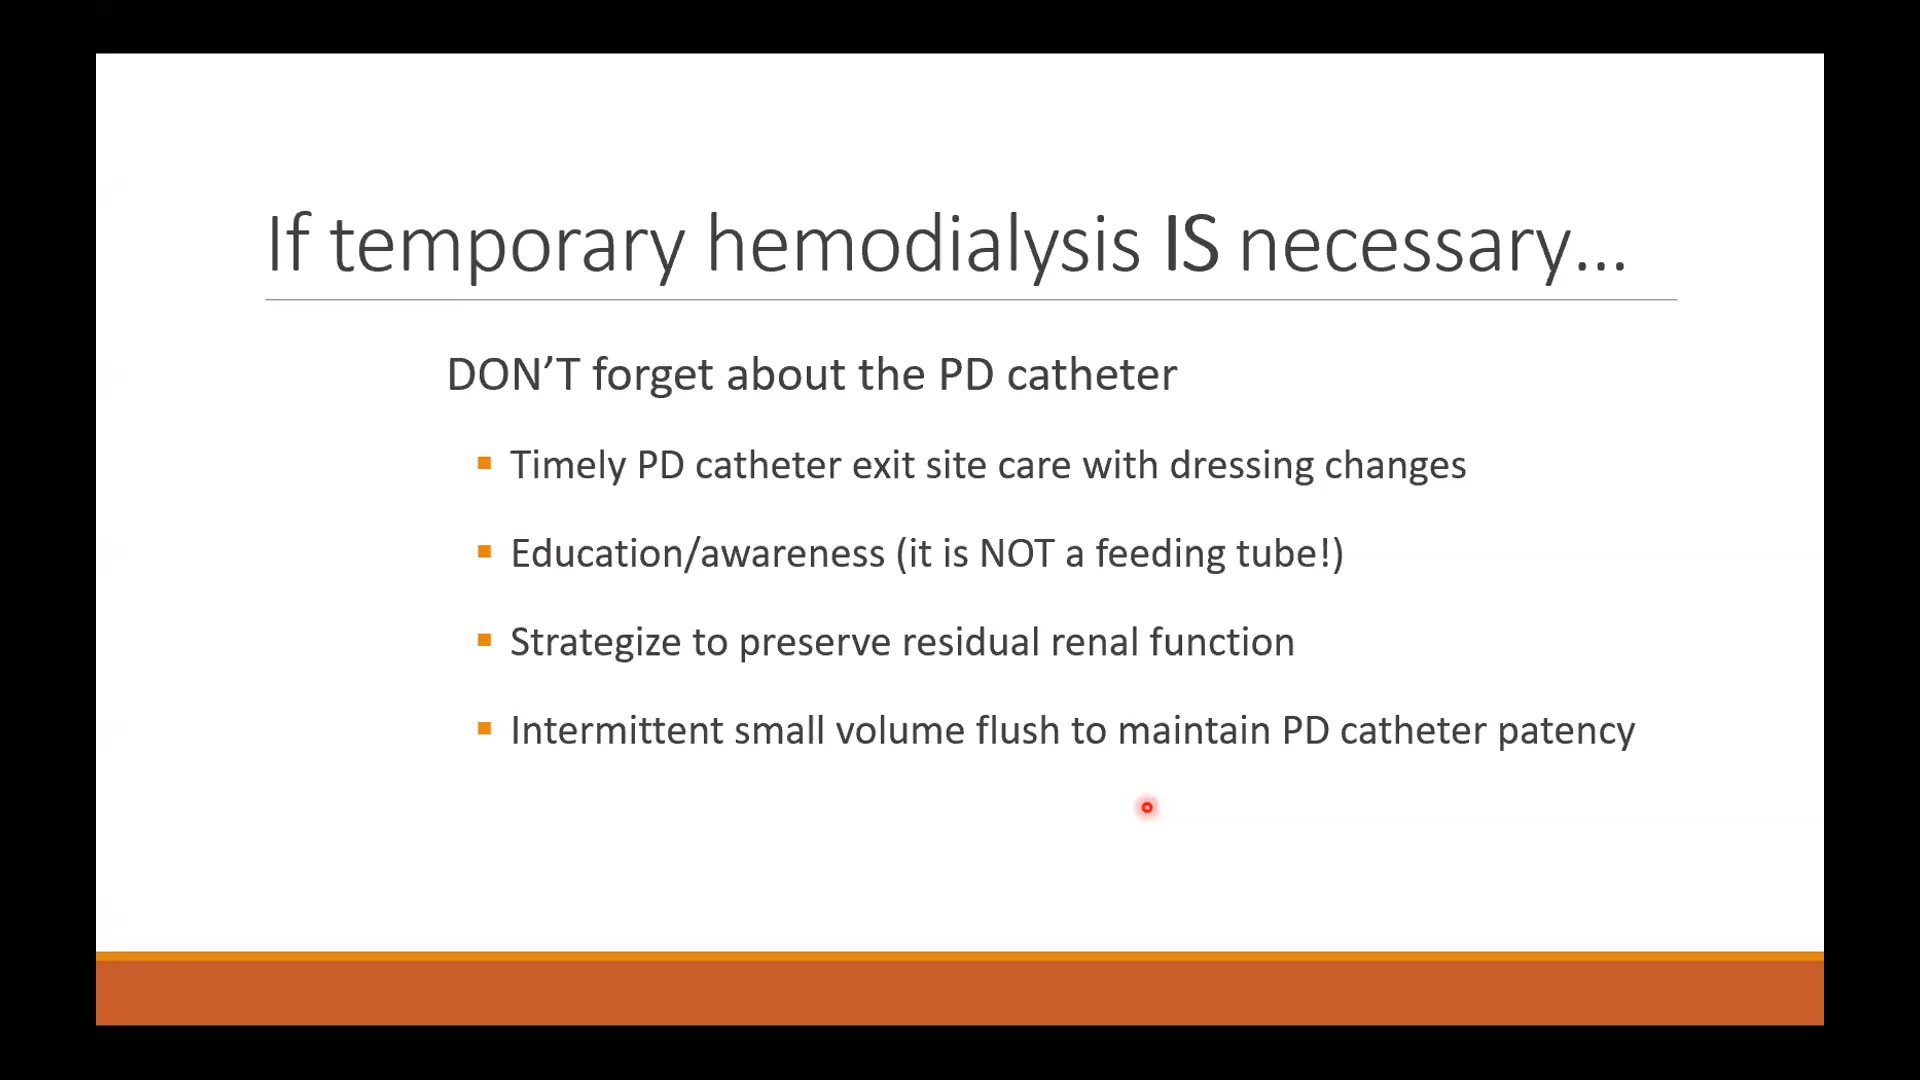 If temporary hemodialysis IS necessary...
DON’T forget about the PD catheter
Timely PD catheter exit site care with dressing changes
Education/awareness (it is NOT a feeding tube!)
Strategize to preserve residual renal function
Intermittent small volume flush to maintain PD catheter patency